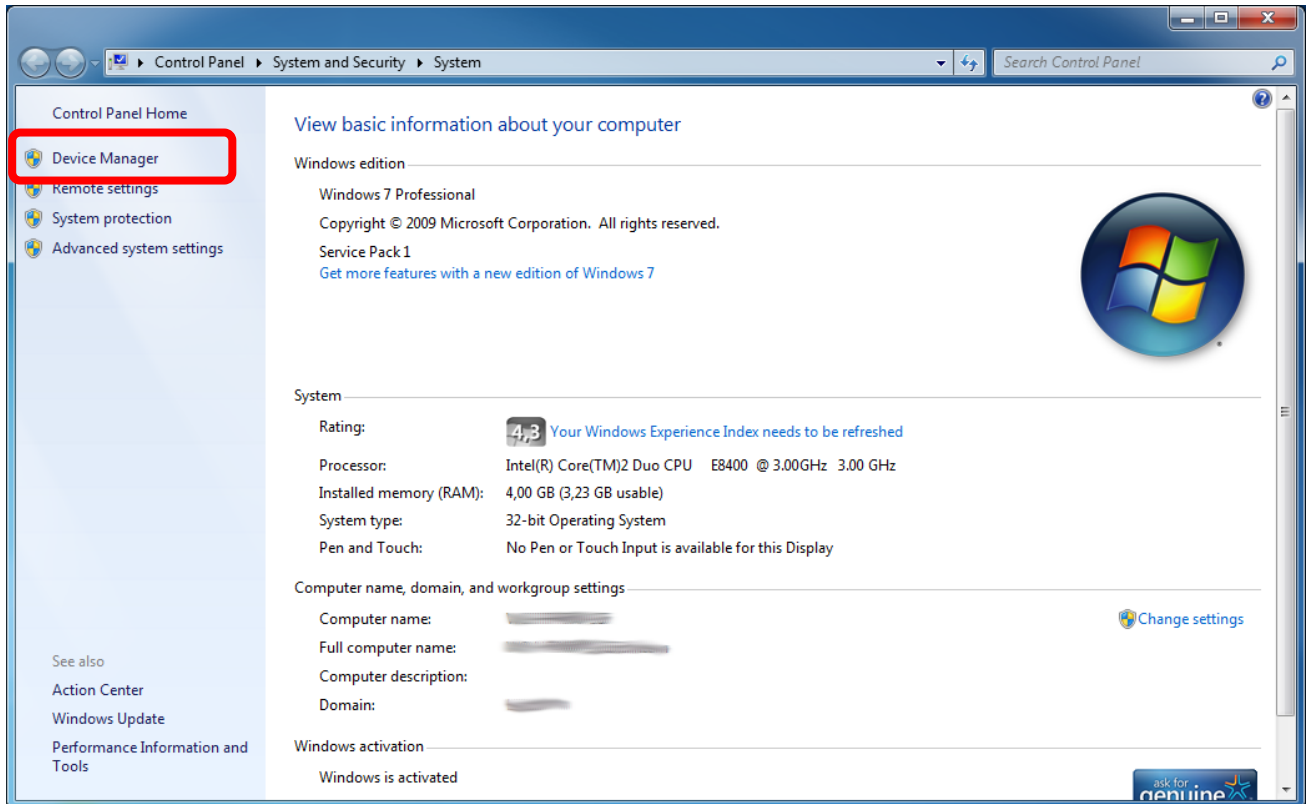 Control Panel ▸ System and Security ▸ System
Search Control Panel
Control Panel Home
Device Manager
Remote settings
System protection
Advanced system settings
See also
Action Center
Windows Update
Performance Information and
Tools
View basic information about your computer
Windows edition
Windows 7 Professional
Copyright © 2009 Microsoft Corporation. All rights reserved.
Service Pack 1
Get more features with a new edition of Windows 7
System
Rating: 4,3 Your Windows Experience Index needs to be refreshed
Processor: Intel(R) Core(TM)2 Duo CPU E8400 @ 3.00GHz 3.00 GHz
Installed memory (RAM): 4,00 GB (3,23 GB usable)
System type: 32-bit Operating System
Pen and Touch: No Pen or Touch Input is available for this Display
Computer name, domain, and workgroup settings
Computer name: Change settings
Full computer name:
Computer description:
Domain:
Windows activation
Windows is activated
ask for
genuine